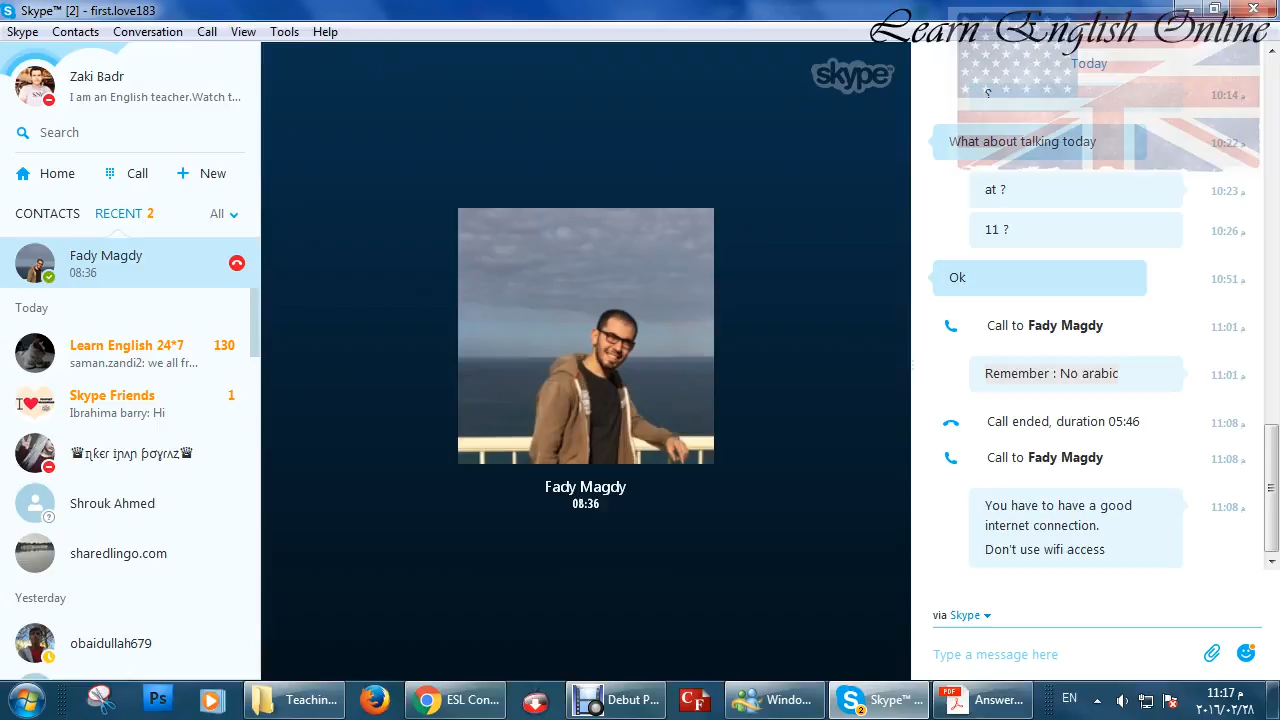 Skype™ [2] - first.love183
Learn English Online
Skype Contacts Conversation Call View Tools Help
Zaki Badr
I am an English teacher.Watch t...
Search
Home Call New
CONTACTS RECENT 2 All
Fady Magdy
08:36
Today
Learn English 24*7 130
saman.zandi2: we all fr...
Skype Friends 1
Ibrahima barry: Hi
Shrouk Ahmed
sharedlingo.com
Yesterday
obaidullah679
skype
Fady Magdy
08:36
Today
؟ 10:14 م
What about talking today 10:22 م
at ? 10:23 م
11 ? 10:26 م
Ok 10:51 م
Call to Fady Magdy 11:01 م
Remember : No arabic 11:01 م
Call ended, duration 05:46 11:08 م
Call to Fady Magdy 11:08 م
You have to have a good 11:08 م
internet connection.
Don't use wifi access
via Skype
Type a message here
Ps Teachin... ESL Con... Debut P... CF Windo... Skype™ ... 2 PDF Answer... EN
11:17 م
٢٠١٦/٠٢/٢٨